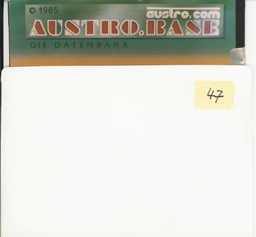 © 1985
austro.com
AUSTRO.BASE
DIE DATENBANK
47